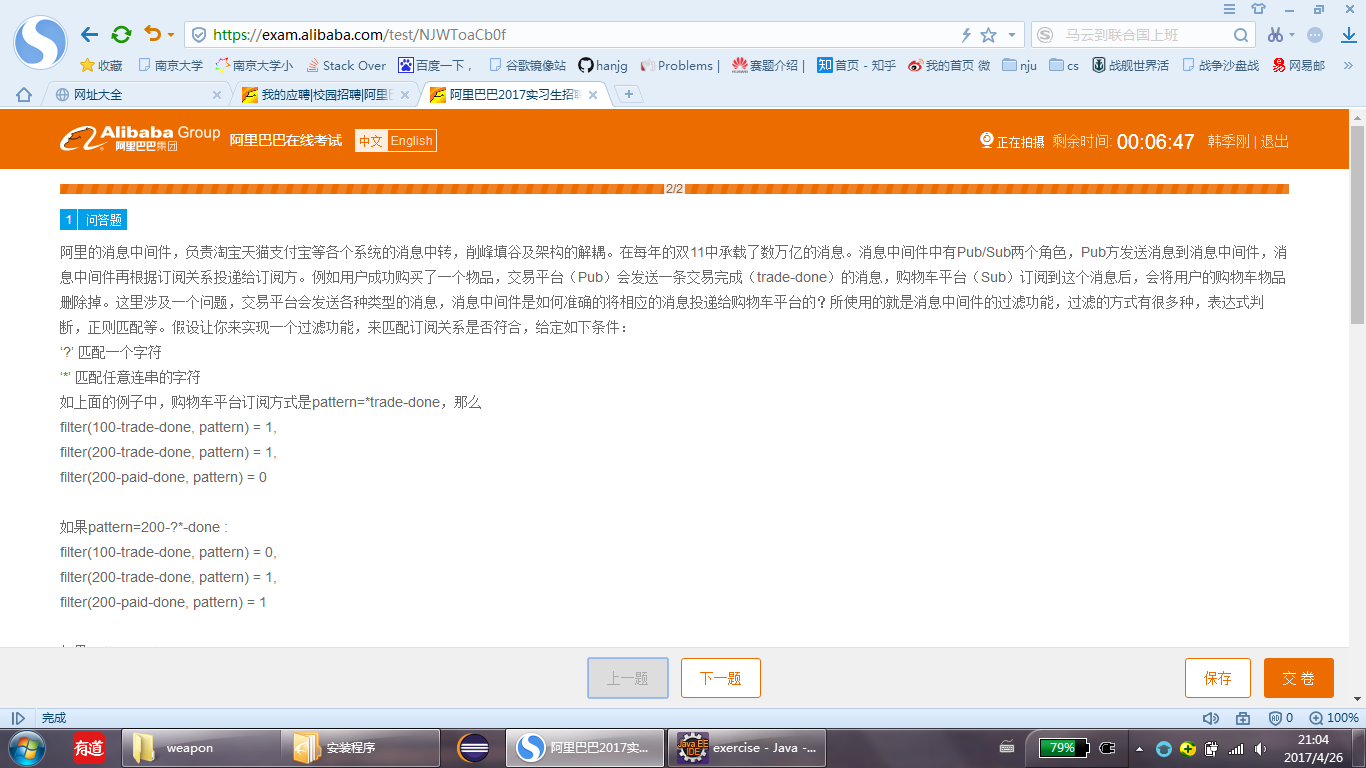 https://exam.alibaba.com/test/NJWToaCb0f
马云到联合国上班
收藏 南京大学 南京大学小 Stack Over 百度一下， 谷歌镜像站 hanjg Problems | 赛题介绍 | 首页 - 知乎 我的首页 微 nju cs 战舰世界活 战争沙盘战 网易邮
网址大全 我的应聘|校园招聘|阿里 阿里巴巴2017实习生招聘
Alibaba Group
阿里巴巴集团
阿里巴巴在线考试 中文 English 正在拍摄 剩余时间: 00:06:47 韩季刚 | 退出
2/2
1 问答题
阿里的消息中间件，负责淘宝天猫支付宝等各个系统的消息中转，削峰填谷及架构的解耦。在每年的双11中承载了数万亿的消息。消息中间件中有Pub/Sub两个角色，Pub方发送消息到消息中间件，消
息中间件再根据订阅关系投递给订阅方。例如用户成功购买了一个物品，交易平台（Pub）会发送一条交易完成（trade-done）的消息，购物车平台（Sub）订阅到这个消息后，会将用户的购物车物品
删除掉。这里涉及一个问题，交易平台会发送各种类型的消息，消息中间件是如何准确的将相应的消息投递给购物车平台的？所使用的就是消息中间件的过滤功能，过滤的方式有很多种，表达式判
断，正则匹配等。假设让你来实现一个过滤功能，来匹配订阅关系是否符合，给定如下条件：
‘?’ 匹配一个字符
‘*’ 匹配任意连串的字符
如上面的例子中，购物车平台订阅方式是pattern=*trade-done，那么
filter(100-trade-done, pattern) = 1,
filter(200-trade-done, pattern) = 1,
filter(200-paid-done, pattern) = 0
如果pattern=200-?*-done :
filter(100-trade-done, pattern) = 0,
filter(200-trade-done, pattern) = 1,
filter(200-paid-done, pattern) = 1
上一题 下一题 保存 交 卷
完成 0 100%
有道 weapon 安装程序 阿里巴巴2017实... Java EE IDE exercise - Java -... 79% 21:04
2017/4/26